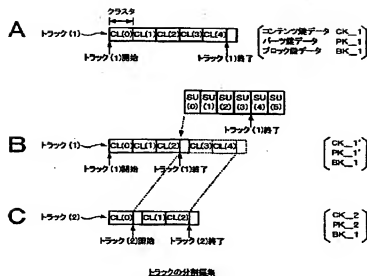 クラスタ
A トラック(1) CL(0) CL(1) CL(2) CL(3) CL(4)
トラック(1)開始 トラック(1)終了
コンテンツ鍵データ CK_1
パーツ鍵データ PK_1
ブロック鍵データ BK_1
SU(0) SU(1) SU(2) SU(3) SU(4) SU(5)
トラック(1)終了
B トラック(1) CL(0) CL(1) CL(2) CL(3) CL(4)
トラック(1)開始 トラック(1)終了
CK_1'
PK_1'
BK_1
C トラック(2) CL(0) CL(1) CL(2)
トラック(2)開始 トラック(2)終了
CK_2
PK_2
BK_1
トラックの分割編集